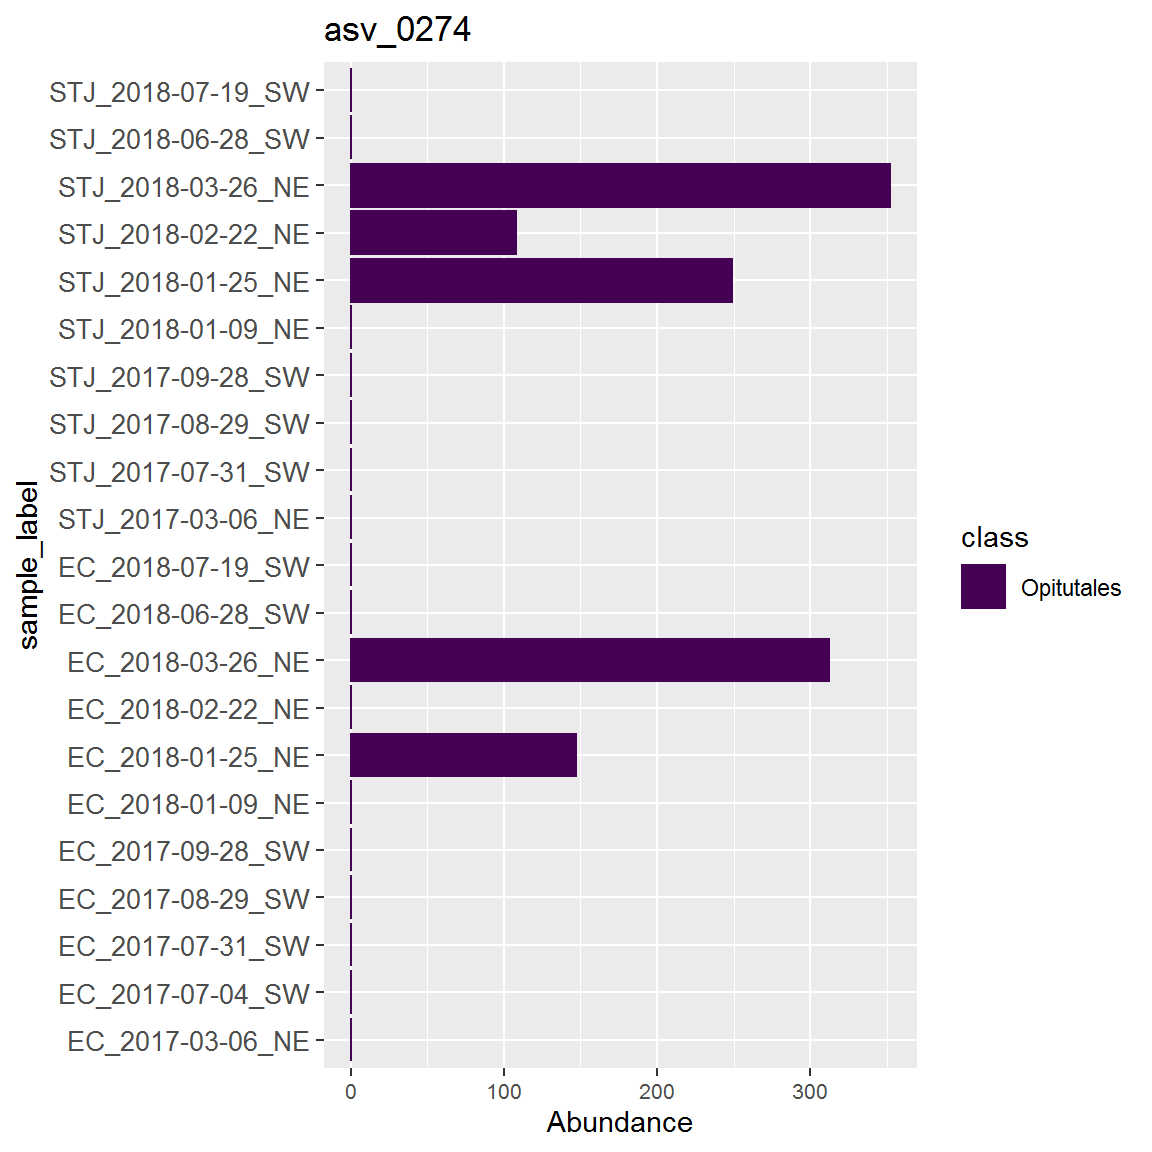 asv_0274
STJ_2018-07-19_SW
STJ_2018-06-28_SW
STJ_2018-03-26_NE
STJ_2018-02-22_NE
STJ_2018-01-25_NE
STJ_2018-01-09_NE
STJ_2017-09-28_SW
STJ_2017-08-29_SW
STJ_2017-07-31_SW
STJ_2017-03-06_NE
EC_2018-07-19_SW
EC_2018-06-28_SW
EC_2018-03-26_NE
EC_2018-02-22_NE
EC_2018-01-25_NE
EC_2018-01-09_NE
EC_2017-09-28_SW
EC_2017-08-29_SW
EC_2017-07-31_SW
EC_2017-07-04_SW
EC_2017-03-06_NE
sample_label
0 100 200 300
Abundance
class
Opitutales